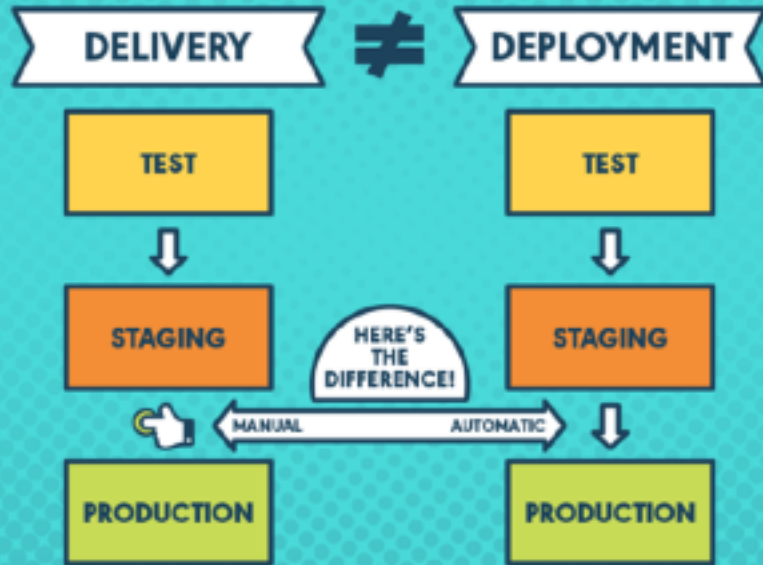 DELIVERY ≠ DEPLOYMENT
TEST
TEST
STAGING
STAGING
HERE'S
THE
DIFFERENCE!
MANUAL
AUTOMATIC
PRODUCTION
PRODUCTION